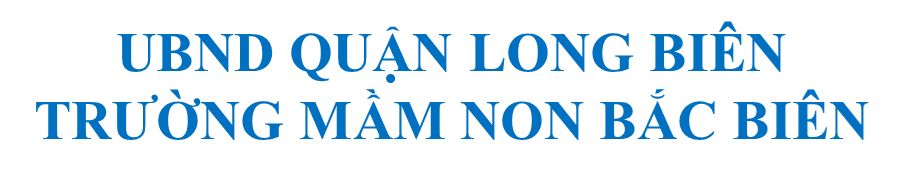 UBND QUẬN LONG BIÊN
TRƯỜNG MẦM NON BẮC BIÊN